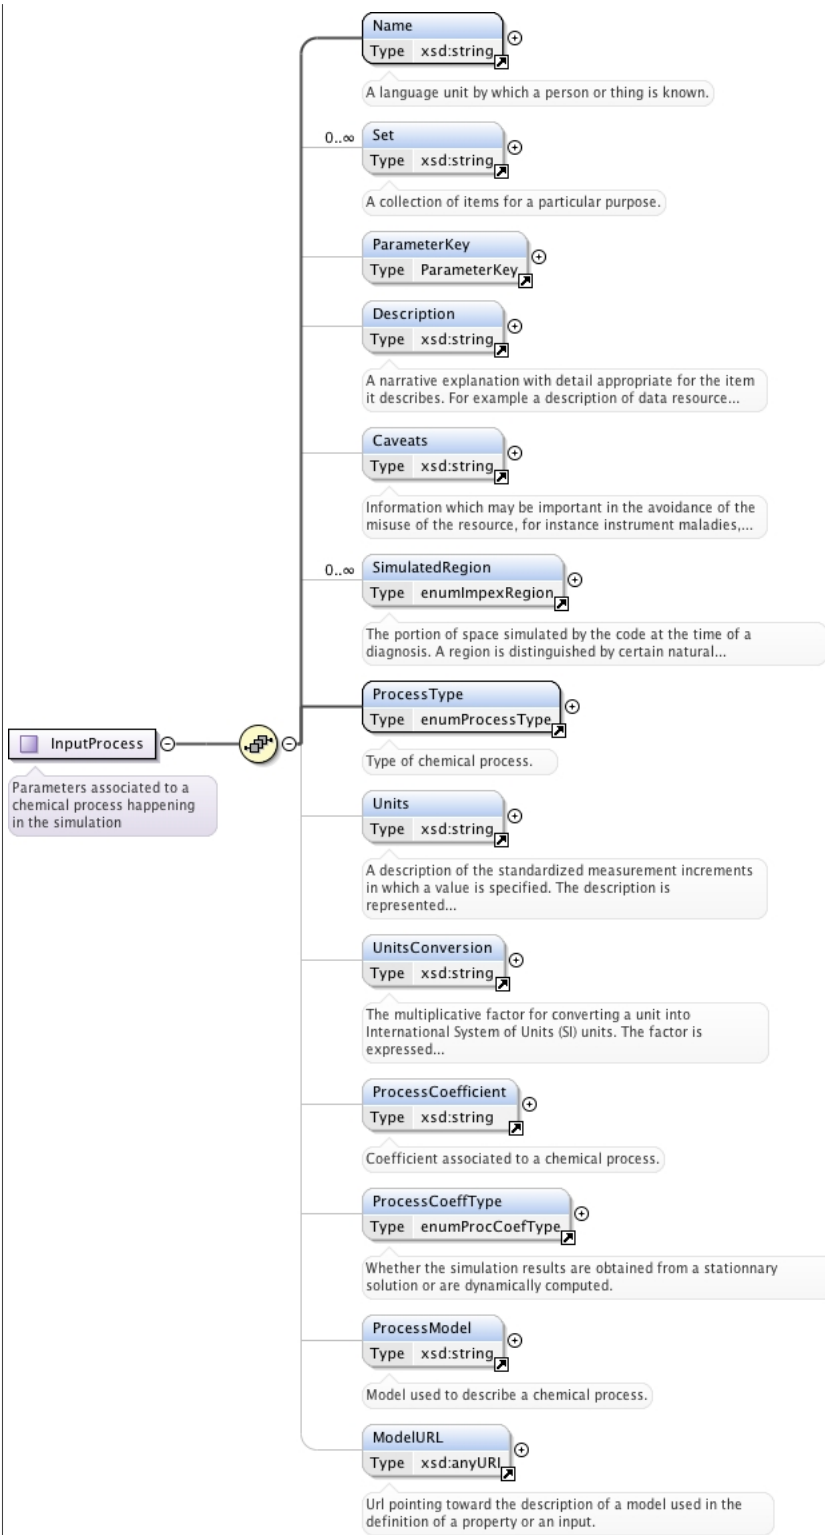 Name
Type xsd:string
A language unit by which a person or thing is known.
0..∞
Set
Type xsd:string
A collection of items for a particular purpose.
ParameterKey
Type ParameterKey
Description
Type xsd:string
A narrative explanation with detail appropriate for the item
it describes. For example a description of data resource...
Caveats
Type xsd:string
Information which may be important in the avoidance of the
misuse of the resource, for instance instrument maladies,...
0..∞
SimulatedRegion
Type enumImpexRegion
The portion of space simulated by the code at the time of a
diagnosis. A region is distinguished by certain natural...
ProcessType
Type enumProcessType
Type of chemical process.
InputProcess
Parameters associated to a
chemical process happening
in the simulation
Units
Type xsd:string
A description of the standardized measurement increments
in which a value is specified. The description is
represented...
UnitsConversion
Type xsd:string
The multiplicative factor for converting a unit into
International System of Units (SI) units. The factor is
expressed...
ProcessCoefficient
Type xsd:string
Coefficient associated to a chemical process.
ProcessCoeffType
Type enumProcCoefType
Whether the simulation results are obtained from a stationnary
solution or are dynamically computed.
ProcessModel
Type xsd:string
Model used to describe a chemical process.
ModelURL
Type xsd:anyURI
Url pointing toward the description of a model used in the
definition of a property or an input.